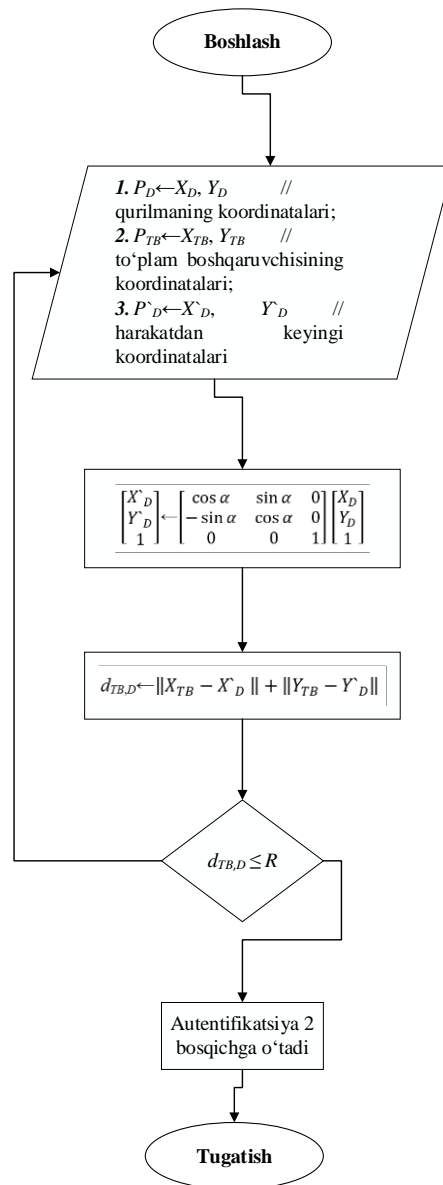 Boshlash
1. P_D←X_D, Y_D //
qurilmaning koordinatalari;
2. P_TB←X_TB, Y_TB //
to‘plam boshqaruvchisining
koordinatalari;
3. P`_D←X`_D, Y`_D //
harakatdan keyingi
koordinatalari
[X`_D] ← [cos α sin α 0] [X_D]
[Y`_D] [− sin α cos α 0] [Y_D]
[1] [0 0 1] [1]
d_TB,D←‖X_TB − X`_D ‖ + ‖Y_TB − Y`_D‖
d_TB,D ≤ R
Autentifikatsiya 2
bosqichga o‘tadi
Tugatish